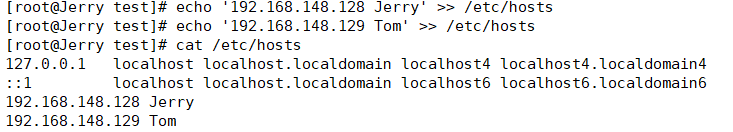 [root@Jerry test]# echo '192.168.148.128 Jerry' >> /etc/hosts
[root@Jerry test]# echo '192.168.148.129 Tom' >> /etc/hosts
[root@Jerry test]# cat /etc/hosts
127.0.0.1   localhost localhost.localdomain localhost4 localhost4.localdomain4
::1         localhost localhost.localdomain localhost6 localhost6.localdomain6
192.168.148.128 Jerry
192.168.148.129 Tom